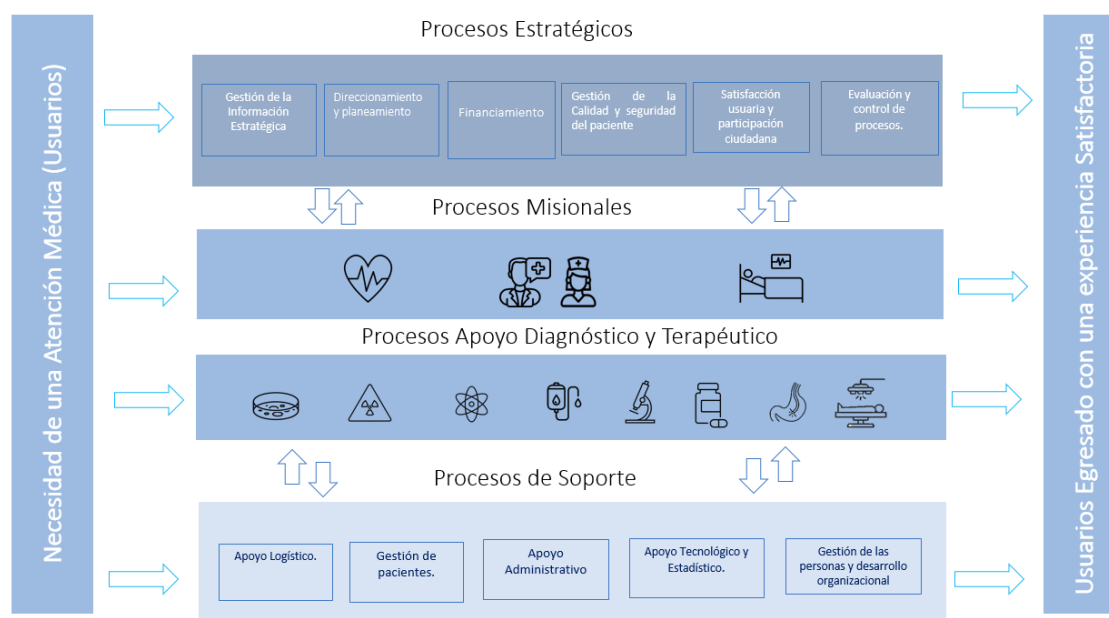 Necesidad de una Atención Médica (Usuarios)
Procesos Estratégicos
Gestión de la
Información
Estratégica
Direccionamiento
y planeamiento
Financiamiento
Gestión de la
Calidad y seguridad
del paciente
Satisfacción
usuaria y
participación
ciudadana
Evaluación y
control de
procesos.
Procesos Misionales
Procesos Apoyo Diagnóstico y Terapéutico
Procesos de Soporte
Apoyo Logístico.
Gestión de
pacientes.
Apoyo
Administrativo
Apoyo Tecnológico y
Estadístico.
Gestión de las
personas y desarrollo
organizacional
Usuarios Egresado con una experiencia Satisfactoria